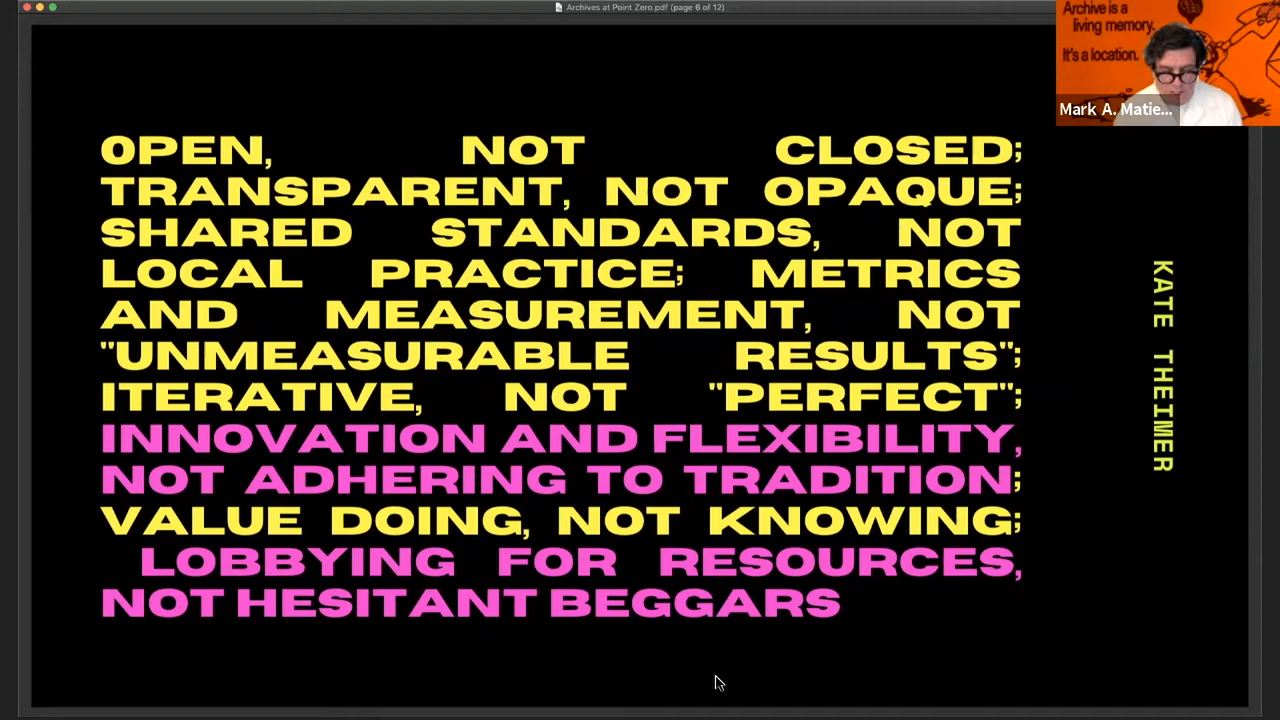 Archives at Point Zero.pdf (page 6 of 12)
Archive is a
living memory.
It's a location.
Mark A. Matie...
OPEN, NOT CLOSED;
TRANSPARENT, NOT OPAQUE;
SHARED STANDARDS, NOT
LOCAL PRACTICE; METRICS
AND MEASUREMENT, NOT
"UNMEASURABLE RESULTS";
ITERATIVE, NOT "PERFECT";
INNOVATION AND FLEXIBILITY,
NOT ADHERING TO TRADITION;
VALUE DOING, NOT KNOWING;
LOBBYING FOR RESOURCES,
NOT HESITANT BEGGARS
KATE THEIMER